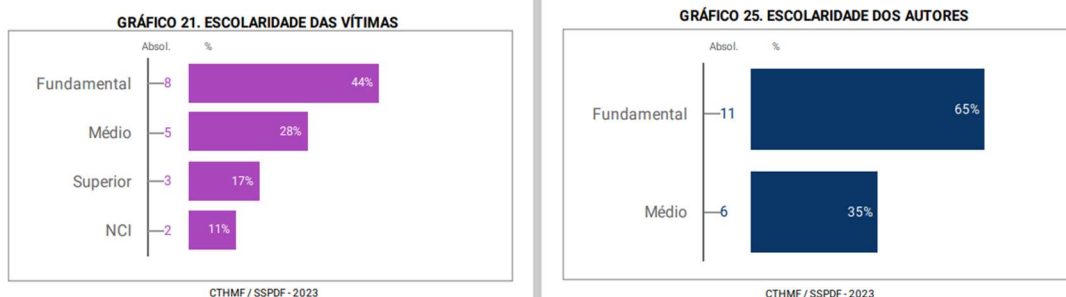 GRÁFICO 21. ESCOLARIDADE DAS VÍTIMAS
Absol. %
Fundamental 8 44%
Médio 5 28%
Superior 3 17%
NCI 2 11%
CTHMF / SSPDF - 2023
GRÁFICO 25. ESCOLARIDADE DOS AUTORES
Absol. %
Fundamental 11 65%
Médio 6 35%
CTHMF / SSPDF - 2023